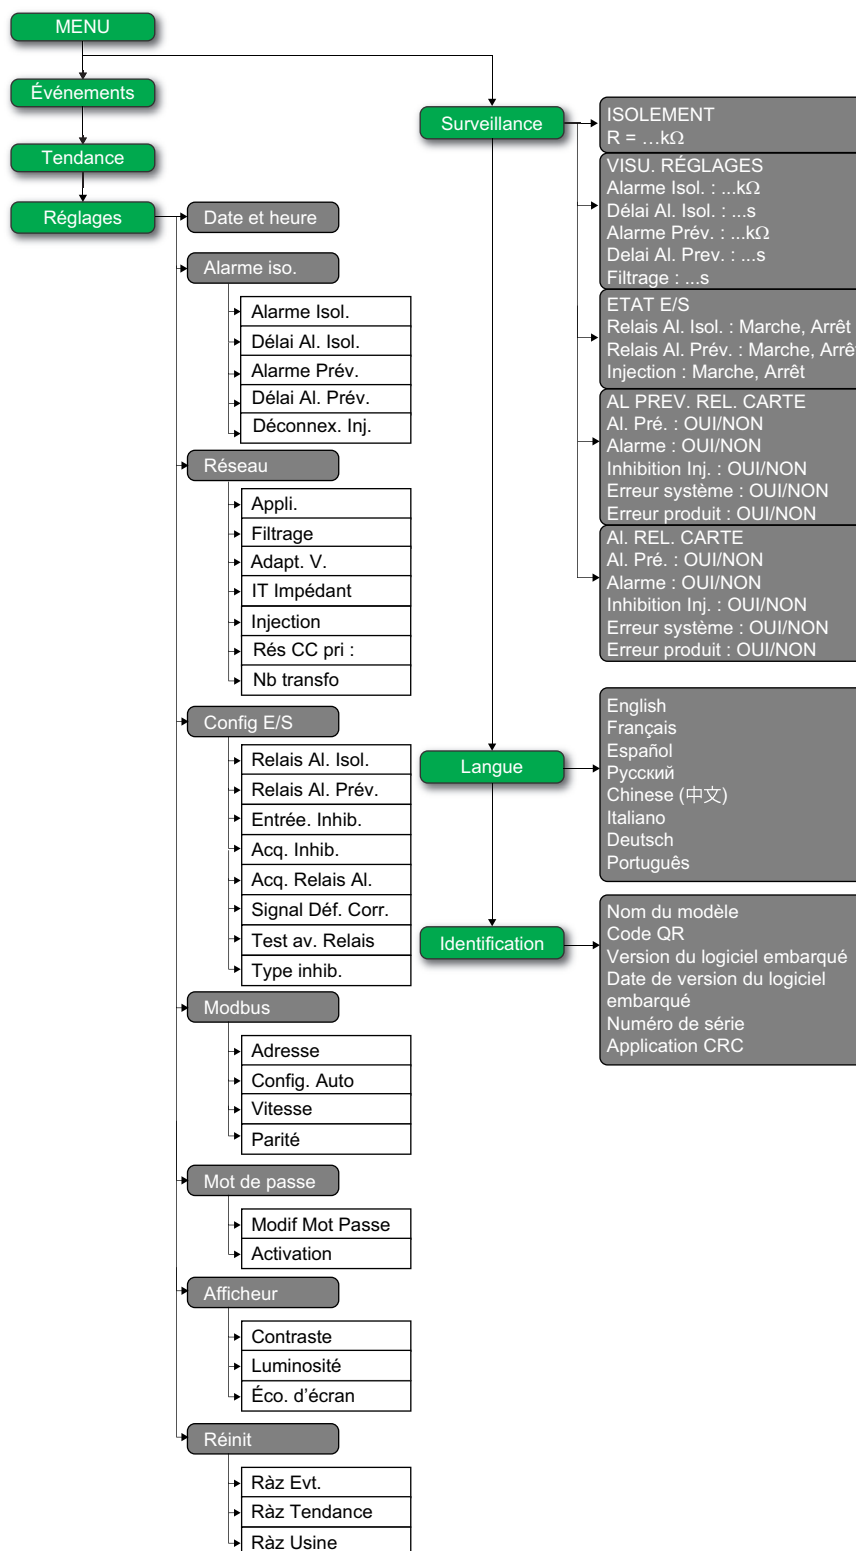 MENU
Événements
Tendance
Réglages
Date et heure
Alarme iso.
Alarme Isol.
Délai Al. Isol.
Alarme Prév.
Délai Al. Prév.
Déconnex. Inj.
Réseau
Appli.
Filtrage
Adapt. V.
IT Impédant
Injection
Rés CC pri :
Nb transfo
Config E/S
Relais Al. Isol.
Relais Al. Prév.
Entrée. Inhib.
Acq. Inhib.
Acq. Relais Al.
Signal Déf. Corr.
Test av. Relais
Type inhib.
Modbus
Adresse
Config. Auto
Vitesse
Parité
Mot de passe
Modif Mot Passe
Activation
Afficheur
Contraste
Luminosité
Éco. d’écran
Réinit
Ràz Evt.
Ràz Tendance
Ràz Usine
Surveillance
ISOLEMENT
R = …kΩ
VISU. RÉGLAGES
Alarme Isol. : ...kΩ
Délai Al. Isol. : ...s
Alarme Prév. : ...kΩ
Delai Al. Prev. : ...s
Filtrage : ...s
ETAT E/S
Relais Al. Isol. : Marche, Arrêt
Relais Al. Prév. : Marche, Arrêt
Injection : Marche, Arrêt
AL PREV. REL. CARTE
Al. Pré. : OUI/NON
Alarme : OUI/NON
Inhibition Inj. : OUI/NON
Erreur système : OUI/NON
Erreur produit : OUI/NON
Al. REL. CARTE
Al. Pré. : OUI/NON
Alarme : OUI/NON
Inhibition Inj. : OUI/NON
Erreur système : OUI/NON
Erreur produit : OUI/NON
Langue
English
Français
Español
Русский
Chinese (中文)
Italiano
Deutsch
Português
Identification
Nom du modèle
Code QR
Version du logiciel embarqué
Date de version du logiciel
embarqué
Numéro de série
Application CRC